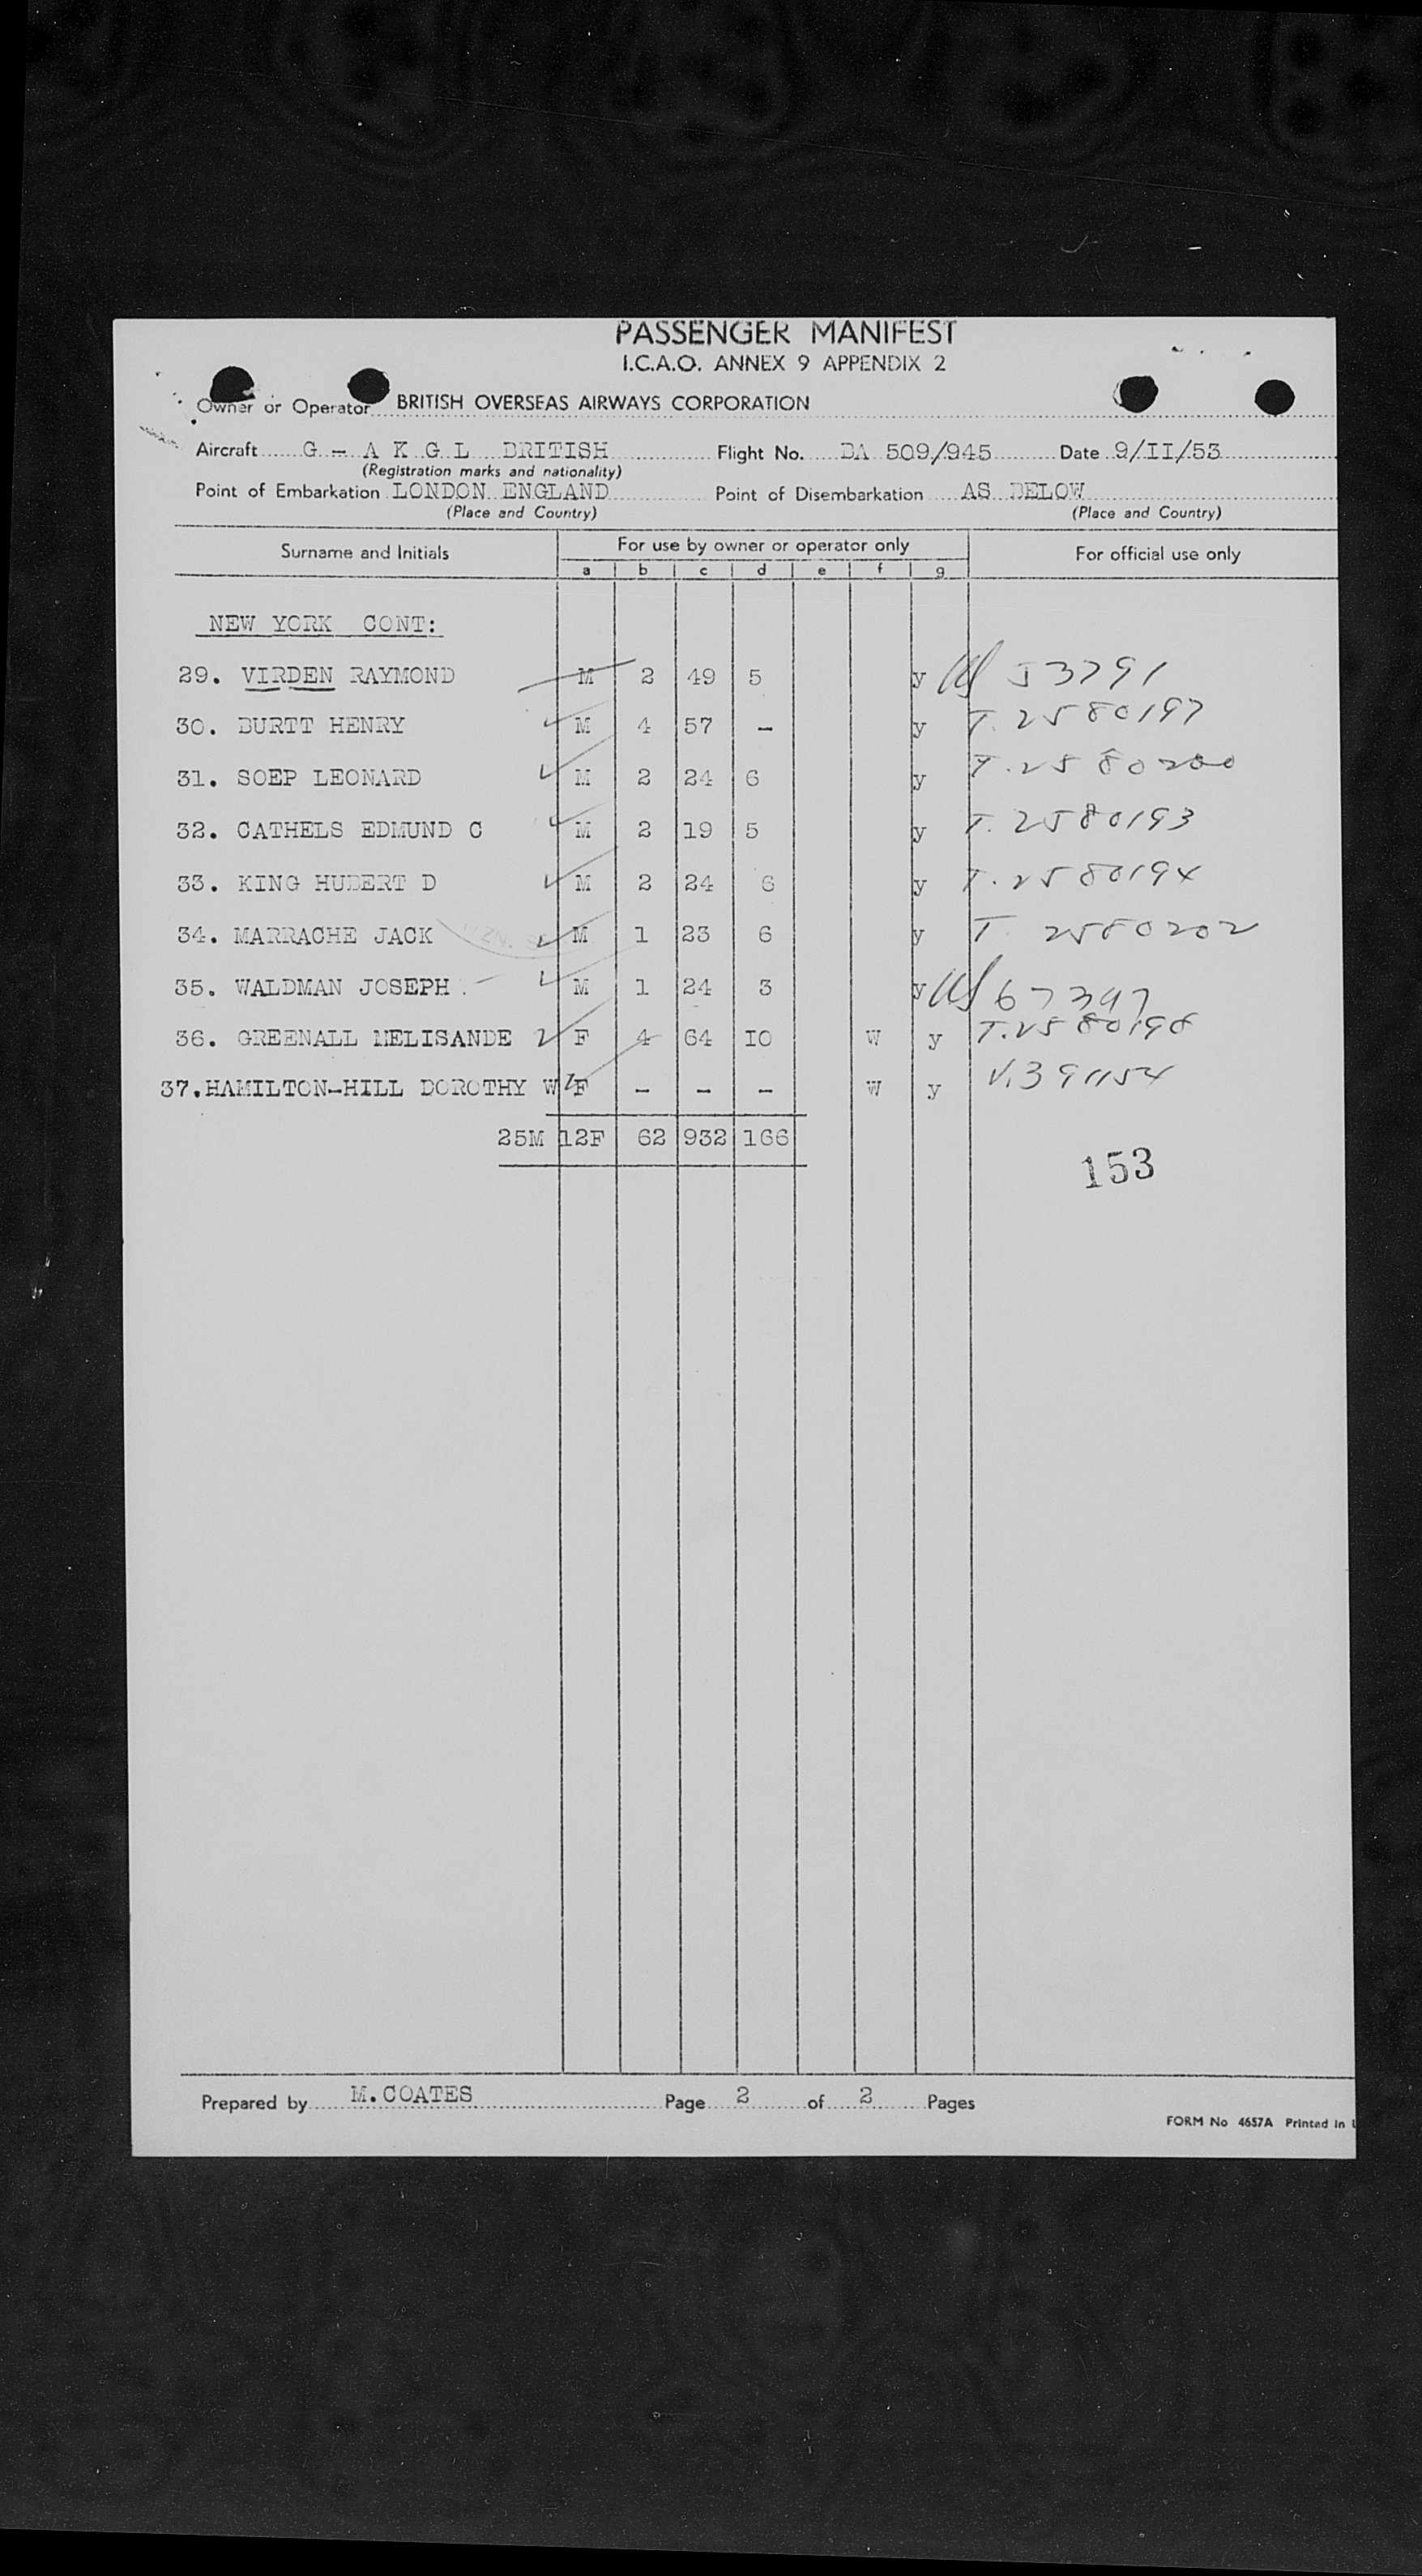 PASSENGER MANIFEST
I.C.A.O. ANNEX 9 APPENDIX 2
Owner or Operator BRITISH OVERSEAS AIRWAYS CORPORATION
Aircraft G - A K G L BRITISH Flight No. BA 509/945 Date 9/II/53
(Registration marks and nationality)
Point of Embarkation LONDON ENGLAND Point of Disembarkation AS BELOW
(Place and Country) (Place and Country)
Surname and Initials For use by owner or operator only For official use only
a b c d e f g
NEW YORK CONT:
29. VIRDEN RAYMOND M 2 49 5 y US 53791
30. BURTT HENRY M 4 57 - y T. 2580197
31. SOEP LEONARD M 2 24 6 y T. 2580200
32. CATHELS EDMUND C M 2 19 5 y T. 2580193
33. KING HUBERT D M 2 24 6 y T. 2580194
34. MARRACHE JACK M 1 23 6 y T. 2580202
35. WALDMAN JOSEPH M 1 24 3 y US 67397
36. GREENALL MELISANDE F 4 64 IO W y
37.HAMILTON-HILL DOROTHY W F - - - W y V.391154
25M 12F 62 932 166
153
Prepared by M.COATES Page 2 of 2 Pages
FORM No 4657A Printed in